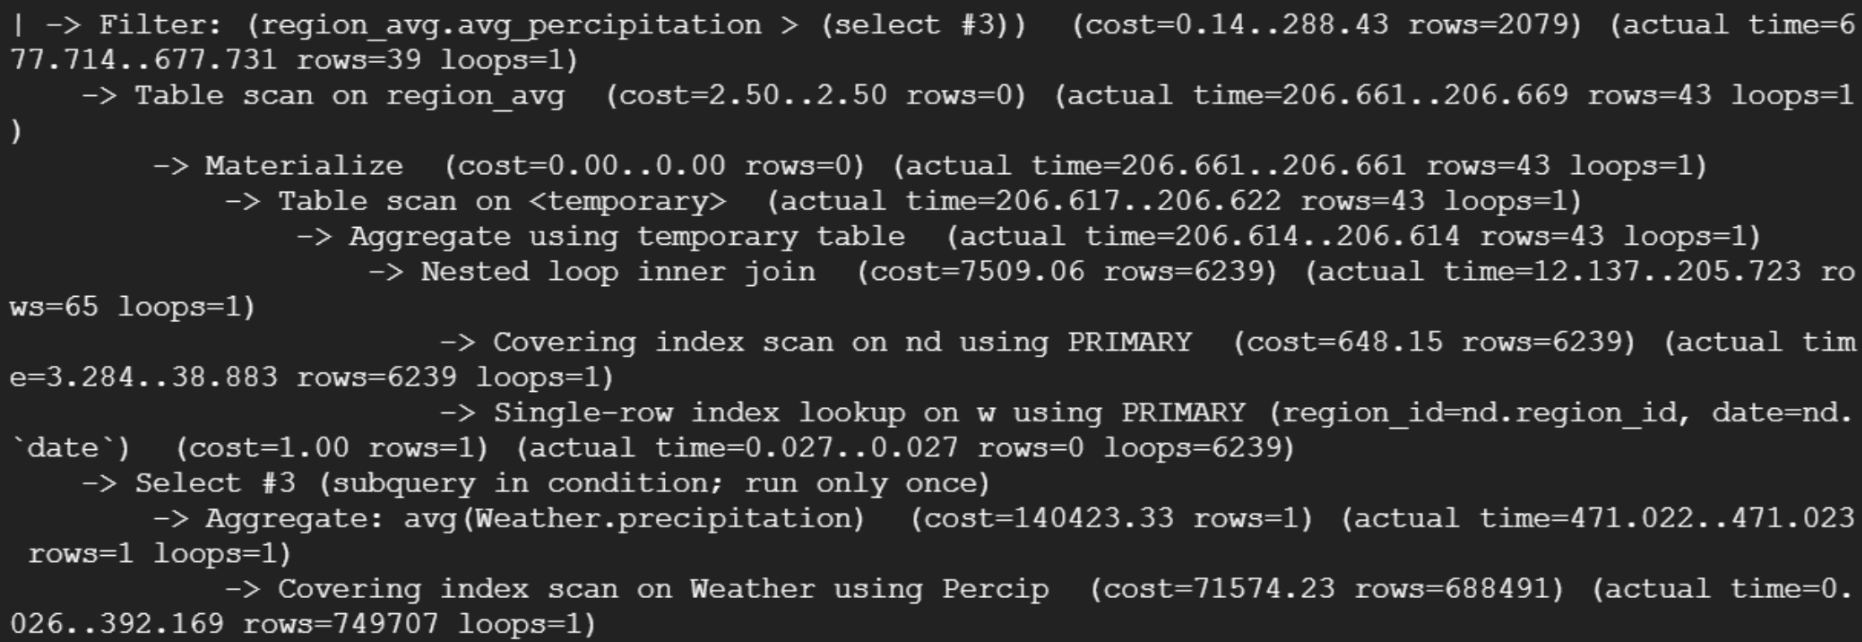 | -> Filter: (region_avg.avg_percipitation > (select #3))  (cost=0.14..288.43 rows=2079) (actual time=6
77.714..677.731 rows=39 loops=1)
    -> Table scan on region_avg  (cost=2.50..2.50 rows=0) (actual time=206.661..206.669 rows=43 loops=1
)
        -> Materialize  (cost=0.00..0.00 rows=0) (actual time=206.661..206.661 rows=43 loops=1)
            -> Table scan on <temporary>  (actual time=206.617..206.622 rows=43 loops=1)
                -> Aggregate using temporary table  (actual time=206.614..206.614 rows=43 loops=1)
                    -> Nested loop inner join  (cost=7509.06 rows=6239) (actual time=12.137..205.723 ro
ws=65 loops=1)
                        -> Covering index scan on nd using PRIMARY  (cost=648.15 rows=6239) (actual tim
e=3.284..38.883 rows=6239 loops=1)
                        -> Single-row index lookup on w using PRIMARY (region_id=nd.region_id, date=nd.
`date`)  (cost=1.00 rows=1) (actual time=0.027..0.027 rows=0 loops=6239)
    -> Select #3 (subquery in condition; run only once)
        -> Aggregate: avg(Weather.precipitation)  (cost=140423.33 rows=1) (actual time=471.022..471.023
 rows=1 loops=1)
            -> Covering index scan on Weather using Percip  (cost=71574.23 rows=688491) (actual time=0.
026..392.169 rows=749707 loops=1)